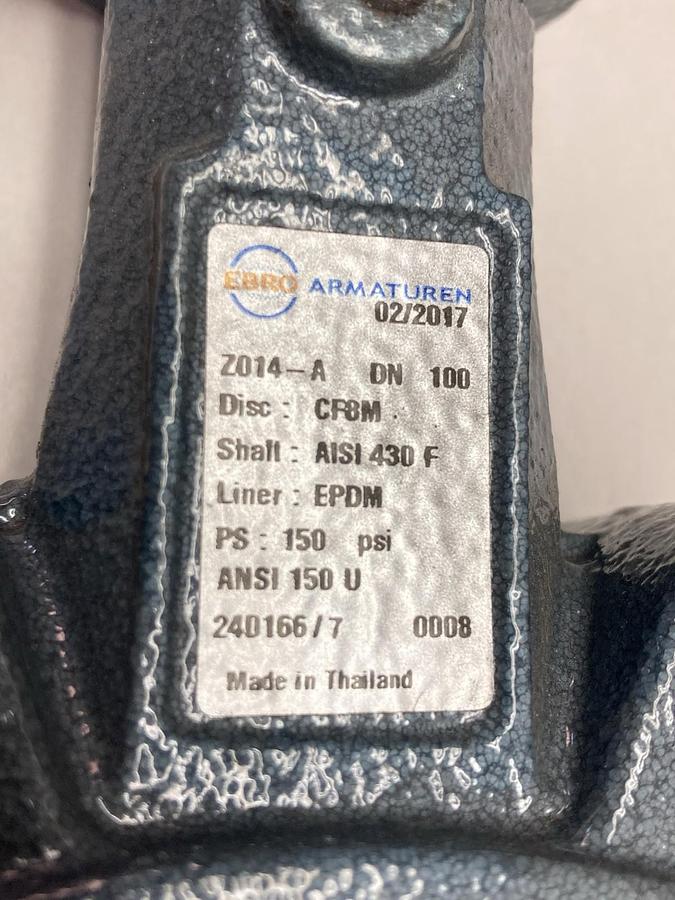 EBRO ARMATUREN
02/2017
Z014-A DN 100
Disc : CF8M
Shaft : AISI 430 F
Liner : EPDM
PS : 150 psi
ANSI 150 U
240166/7 0008
Made in Thailand